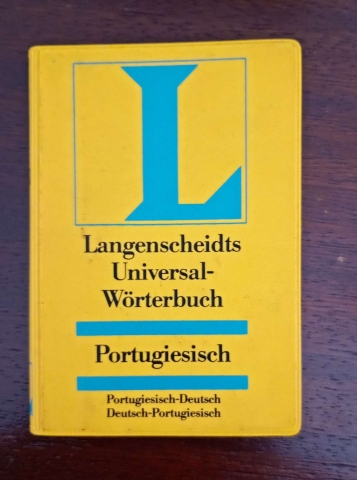 L
Langenscheidts
Universal-
Wörterbuch
Portugiesisch
Portugiesisch-Deutsch
Deutsch-Portugiesisch